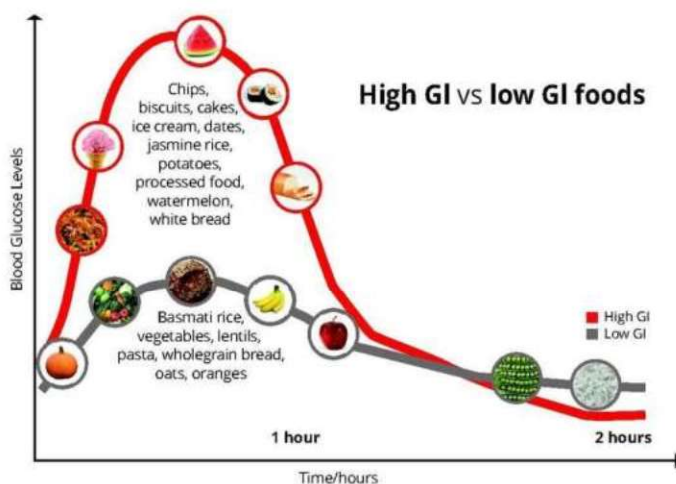 High GI vs low GI foods
Blood Glucose Levels
Chips,
biscuits, cakes,
ice cream, dates,
jasmine rice,
potatoes,
processed food,
watermelon,
white bread
Basmati rice,
vegetables, lentils,
pasta, wholegrain bread,
oats, oranges
High GI
Low GI
1 hour
2 hours
Time/hours